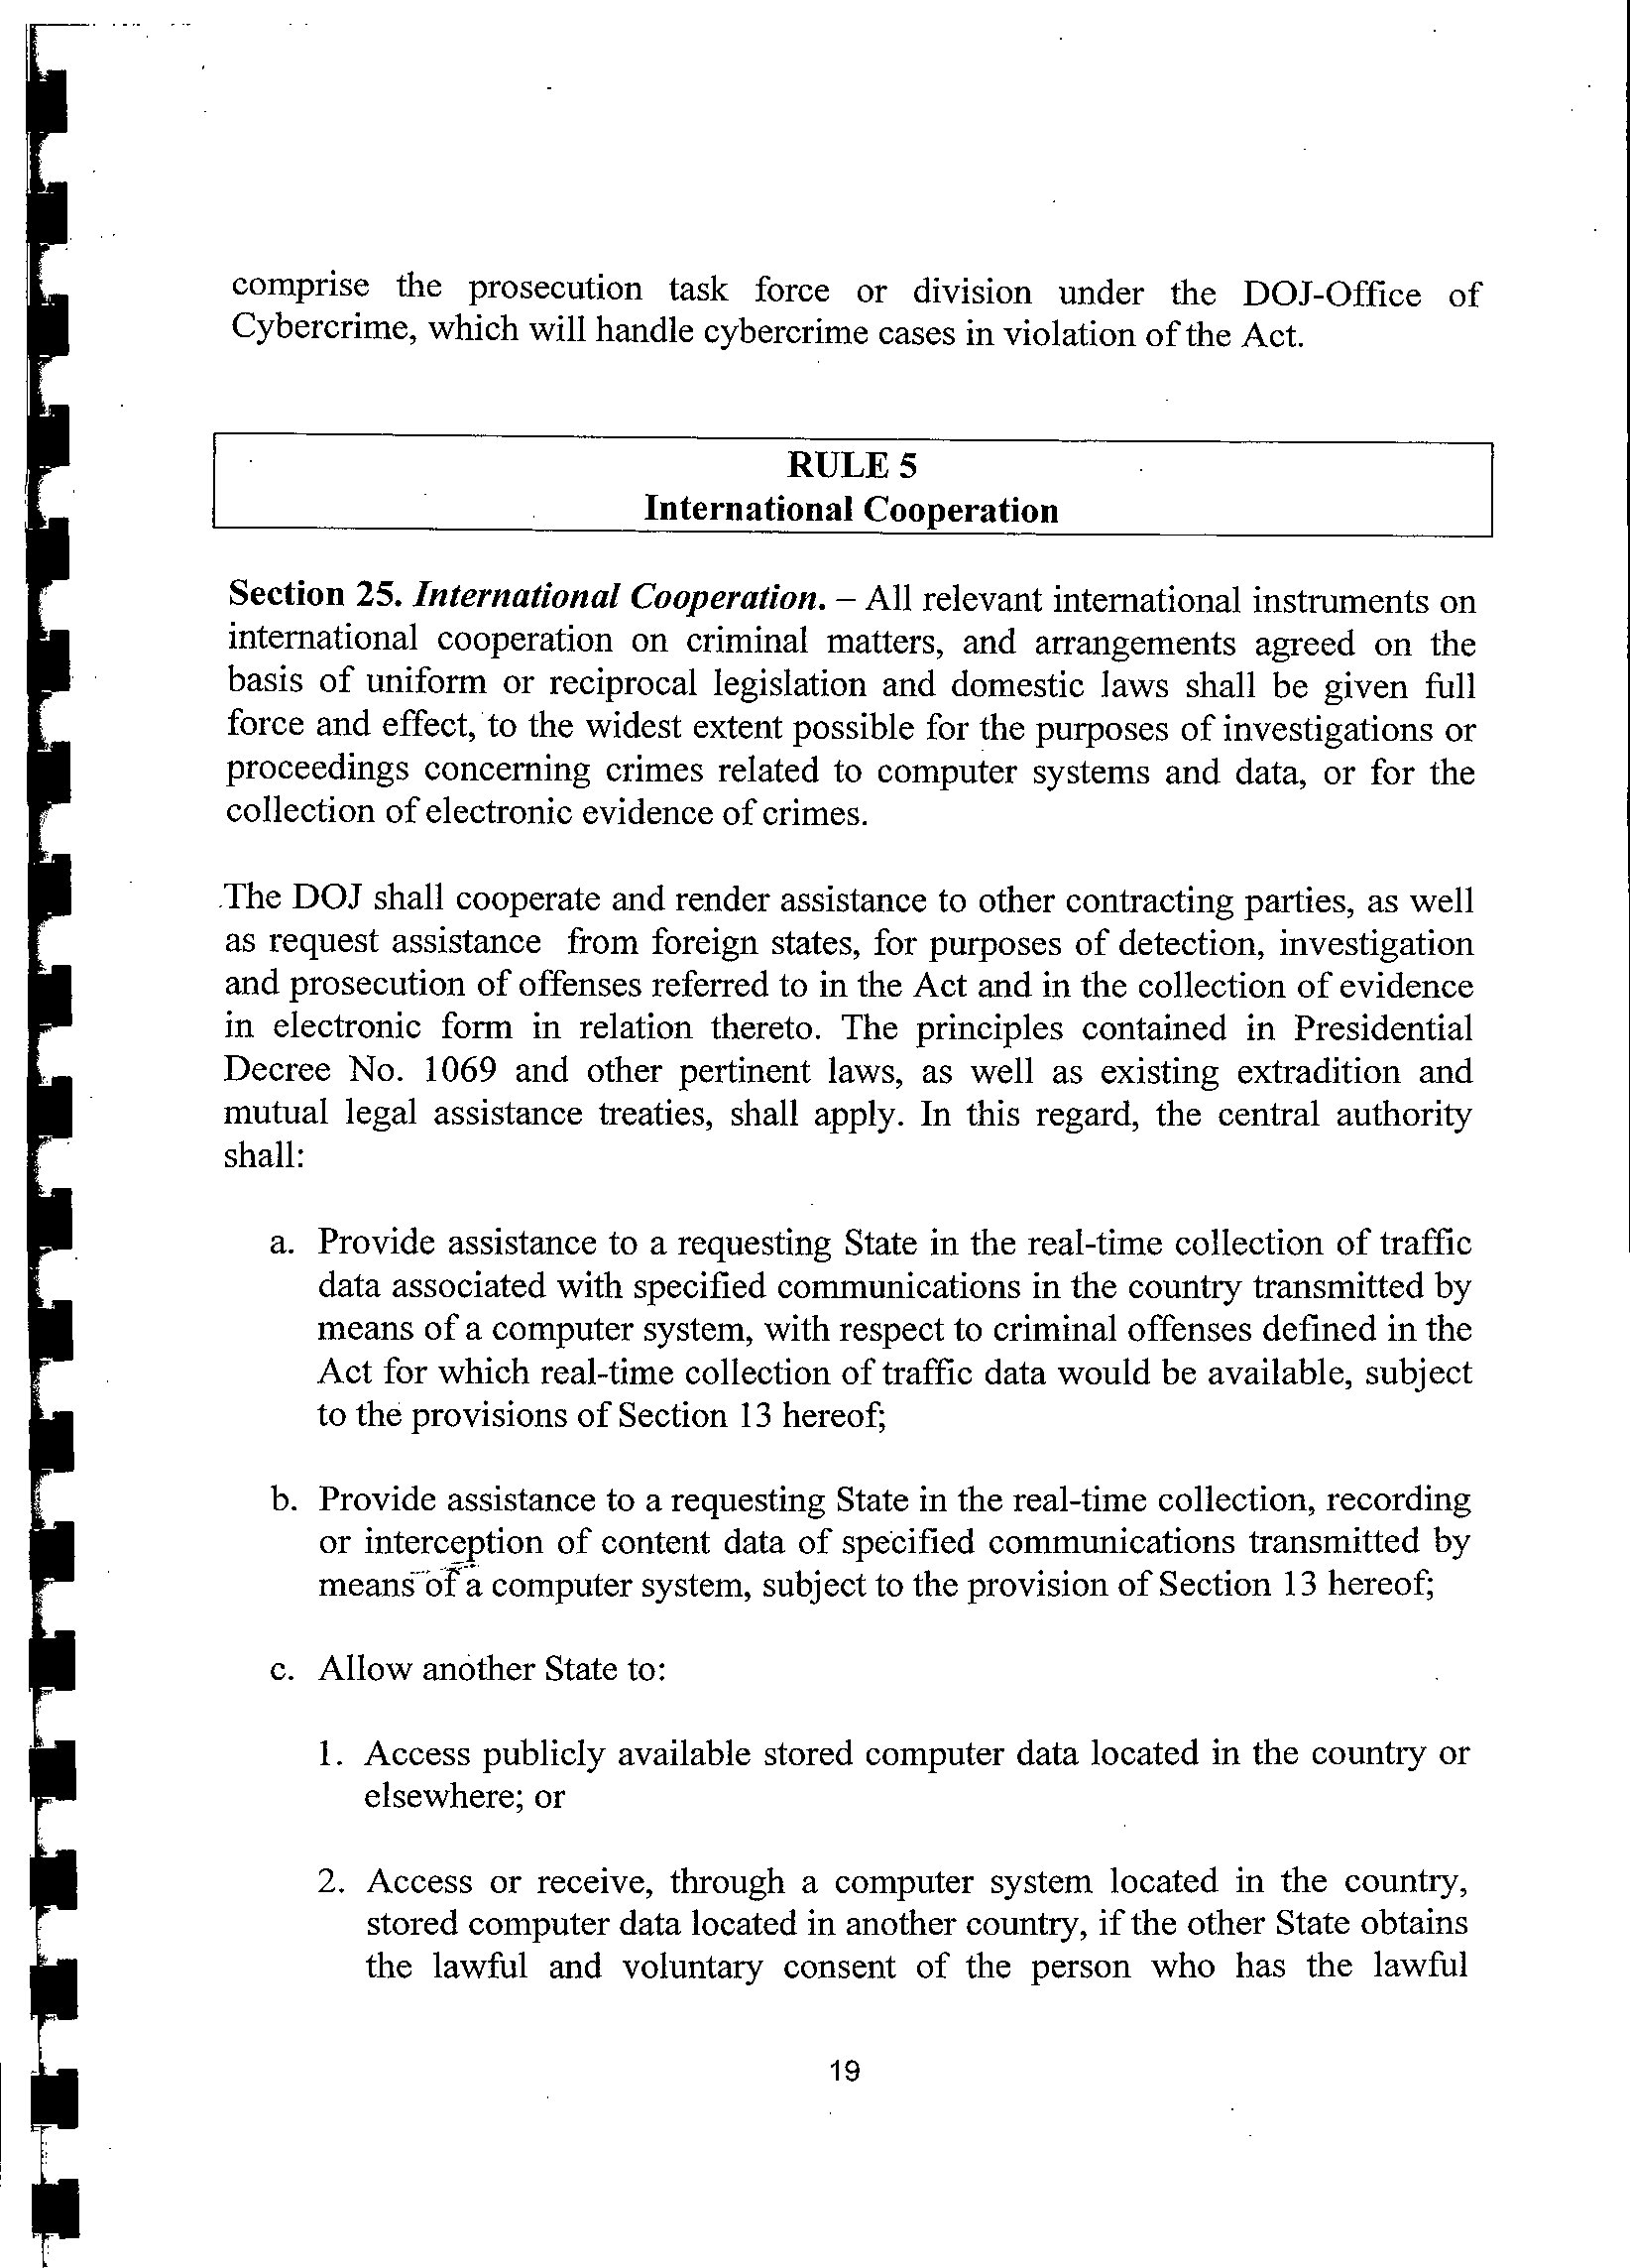 comprise the prosecution task force or division under the DOJ-Office of
Cybercrime, which will handle cybercrime cases in violation of the Act.
RULE 5
International Cooperation
Section 25. International Cooperation. – All relevant international instruments on
international cooperation on criminal matters, and arrangements agreed on the
basis of uniform or reciprocal legislation and domestic laws shall be given full
force and effect, to the widest extent possible for the purposes of investigations or
proceedings concerning crimes related to computer systems and data, or for the
collection of electronic evidence of crimes.
The DOJ shall cooperate and render assistance to other contracting parties, as well
as request assistance from foreign states, for purposes of detection, investigation
and prosecution of offenses referred to in the Act and in the collection of evidence
in electronic form in relation thereto. The principles contained in Presidential
Decree No. 1069 and other pertinent laws, as well as existing extradition and
mutual legal assistance treaties, shall apply. In this regard, the central authority
shall:
a. Provide assistance to a requesting State in the real-time collection of traffic
data associated with specified communications in the country transmitted by
means of a computer system, with respect to criminal offenses defined in the
Act for which real-time collection of traffic data would be available, subject
to the provisions of Section 13 hereof;
b. Provide assistance to a requesting State in the real-time collection, recording
or interception of content data of specified communications transmitted by
means of a computer system, subject to the provision of Section 13 hereof;
c. Allow another State to:
1. Access publicly available stored computer data located in the country or
elsewhere; or
2. Access or receive, through a computer system located in the country,
stored computer data located in another country, if the other State obtains
the lawful and voluntary consent of the person who has the lawful
19